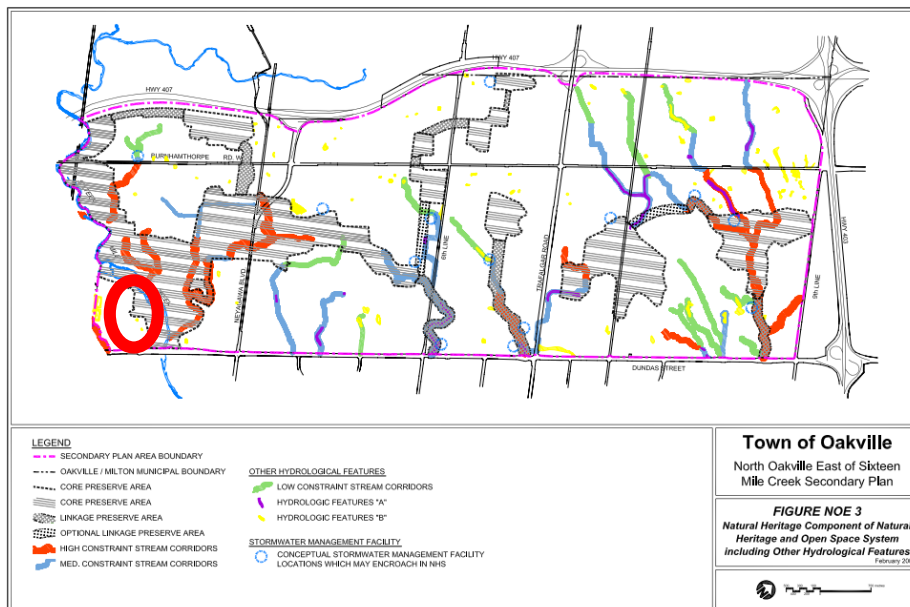 HWY 407
HWY 407
BURNHAMTHORPE RD. W.
NEYAGAWA BLVD
6th LINE
TRAFALGAR ROAD
9th LINE
HWY 403
DUNDAS STREET
LEGEND
SECONDARY PLAN AREA BOUNDARY
OAKVILLE / MILTON MUNICIPAL BOUNDARY
CORE PRESERVE AREA
CORE PRESERVE AREA
LINKAGE PRESERVE AREA
OPTIONAL LINKAGE PRESERVE AREA
HIGH CONSTRAINT STREAM CORRIDORS
MED. CONSTRAINT STREAM CORRIDORS
OTHER HYDROLOGICAL FEATURES
LOW CONSTRAINT STREAM CORRIDORS
HYDROLOGIC FEATURES "A"
HYDROLOGIC FEATURES "B"
STORMWATER MANAGEMENT FACILITY
CONCEPTUAL STORMWATER MANAGEMENT FACILITY
LOCATIONS WHICH MAY ENCROACH IN NHS
Town of Oakville
North Oakville East of Sixteen
Mile Creek Secondary Plan
FIGURE NOE 3
Natural Heritage Component of Natural
Heritage and Open Space System
including Other Hydrological Features
February 200